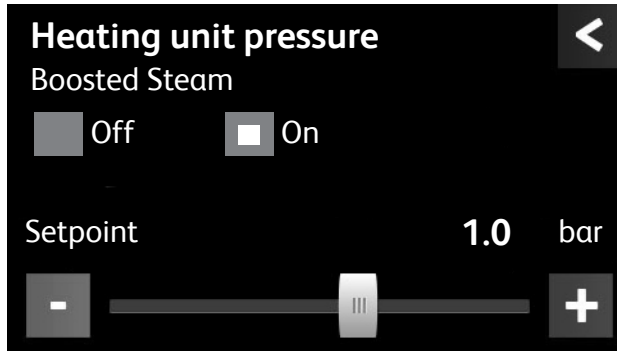 Heating unit pressure <
Boosted Steam
Off On
Setpoint 1.0 bar
- +